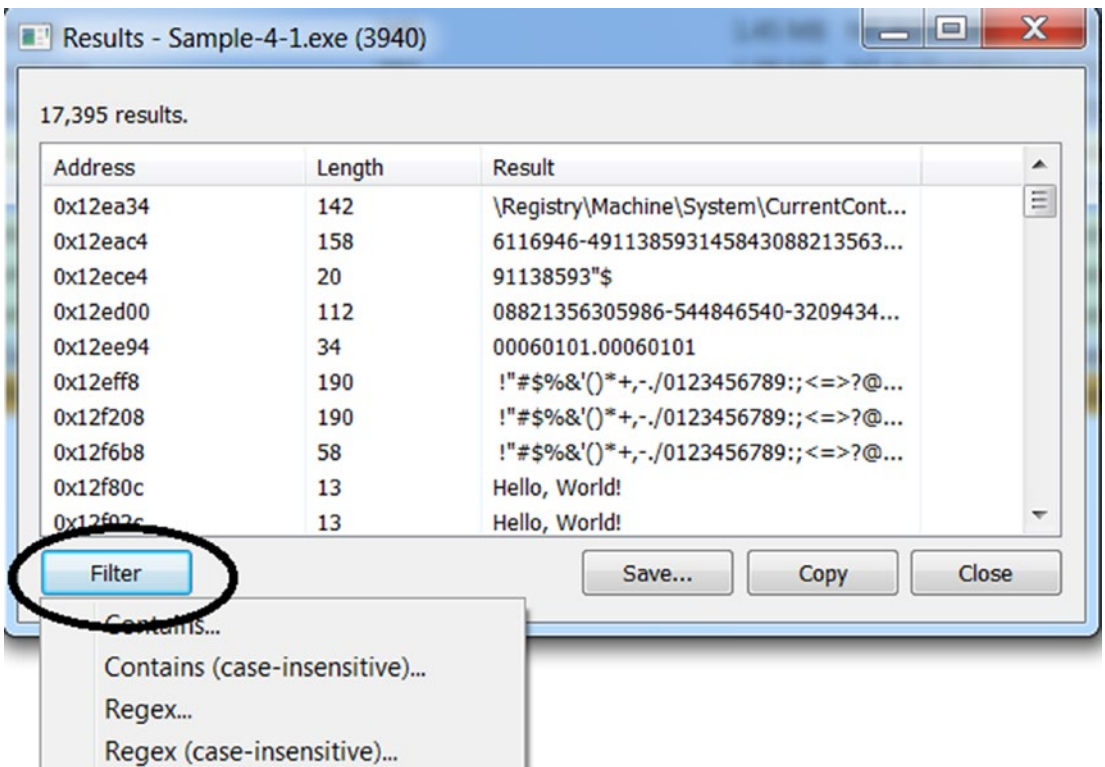 Results - Sample-4-1.exe (3940)
17,395 results.
Address Length Result
0x12ea34 142 \Registry\Machine\System\CurrentCont...
0x12eac4 158 6116946-491138593145843088213563...
0x12ece4 20 91138593"$
0x12ed00 112 08821356305986-544846540-3209434...
0x12ee94 34 00060101.00060101
0x12eff8 190 !"#$%&'()*+,-./0123456789:;<=>?@...
0x12f208 190 !"#$%&'()*+,-./0123456789:;<=>?@...
0x12f6b8 58 !"#$%&'()*+,-./0123456789:;<=>?@...
0x12f80c 13 Hello, World!
13 Hello, World!
Filter Save... Copy Close
Contains...
Contains (case-insensitive)...
Regex...
Regex (case-insensitive)...